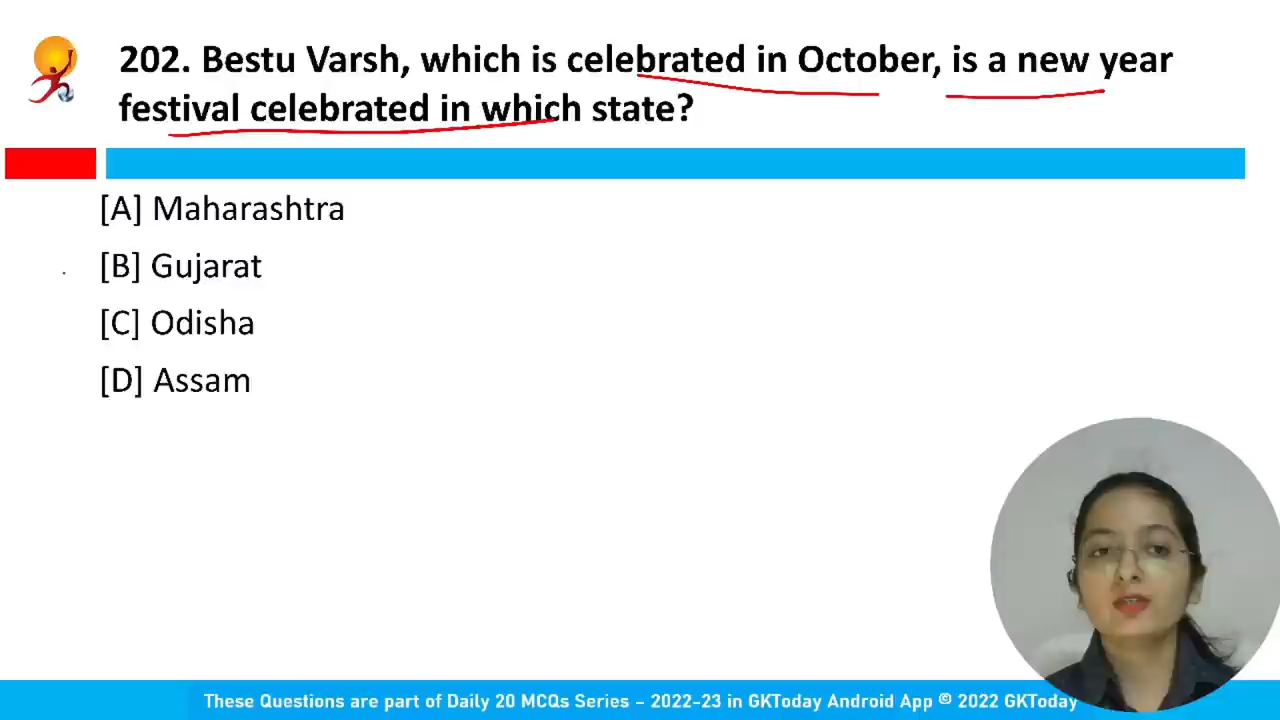 202. Bestu Varsh, which is celebrated in October, is a new year
festival celebrated in which state?
[A] Maharashtra
[B] Gujarat
[C] Odisha
[D] Assam
These Questions are part of Daily 20 MCQs Series – 2022-23 in GKToday Android App © 2022 GKToday